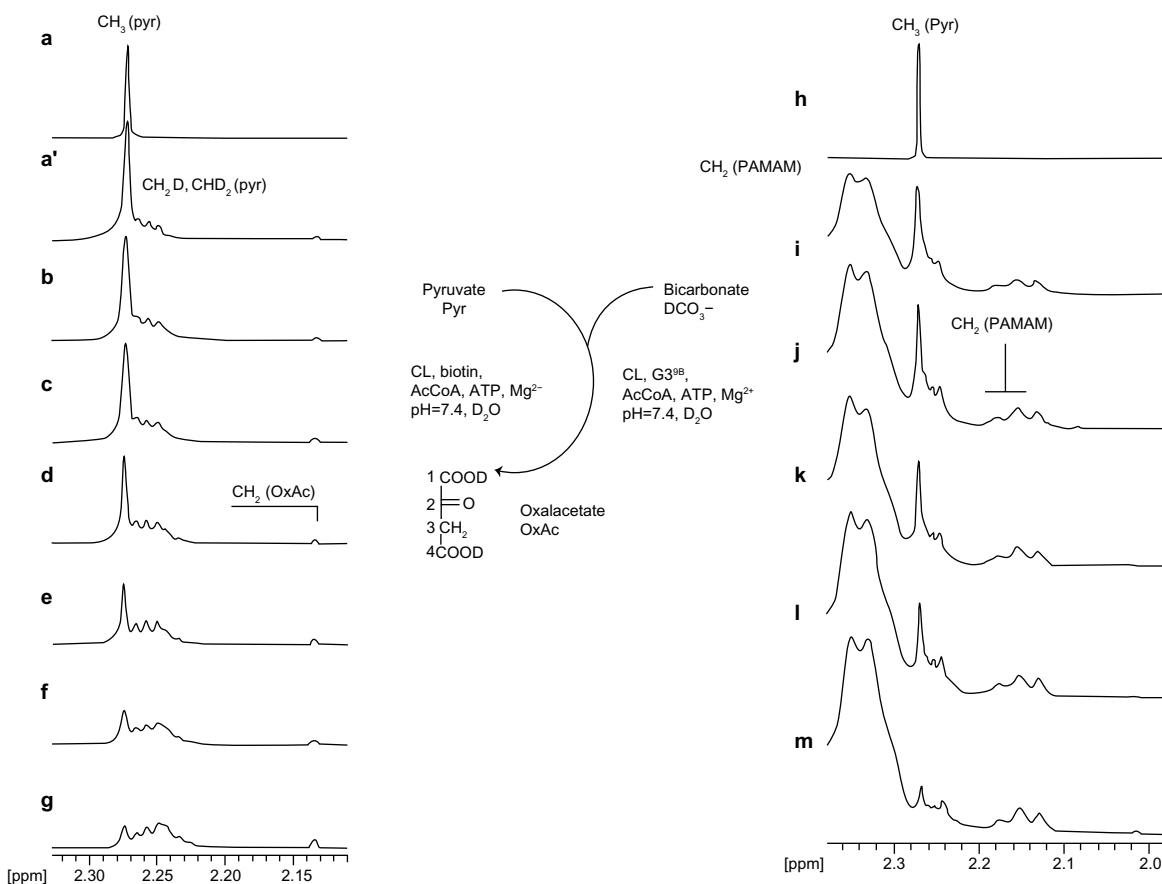 CH3 (pyr)
a
a'
CH2D, CHD2 (pyr)
b
c
d
CH2 (OxAc)
e
f
g
[ppm]
2.30
2.25
2.20
2.15
Pyruvate
Pyr
Bicarbonate
DCO3−
CL, biotin,
AcCoA, ATP, Mg2−
pH=7.4, D2O
CL, G39B,
AcCoA, ATP, Mg2+
pH=7.4, D2O
1 COOD
2 O
3 CH2
4 COOD
Oxalacetate
OxAc
CH3 (Pyr)
h
CH2 (PAMAM)
i
CH2 (PAMAM)
j
k
l
m
[ppm]
2.3
2.2
2.1
2.0